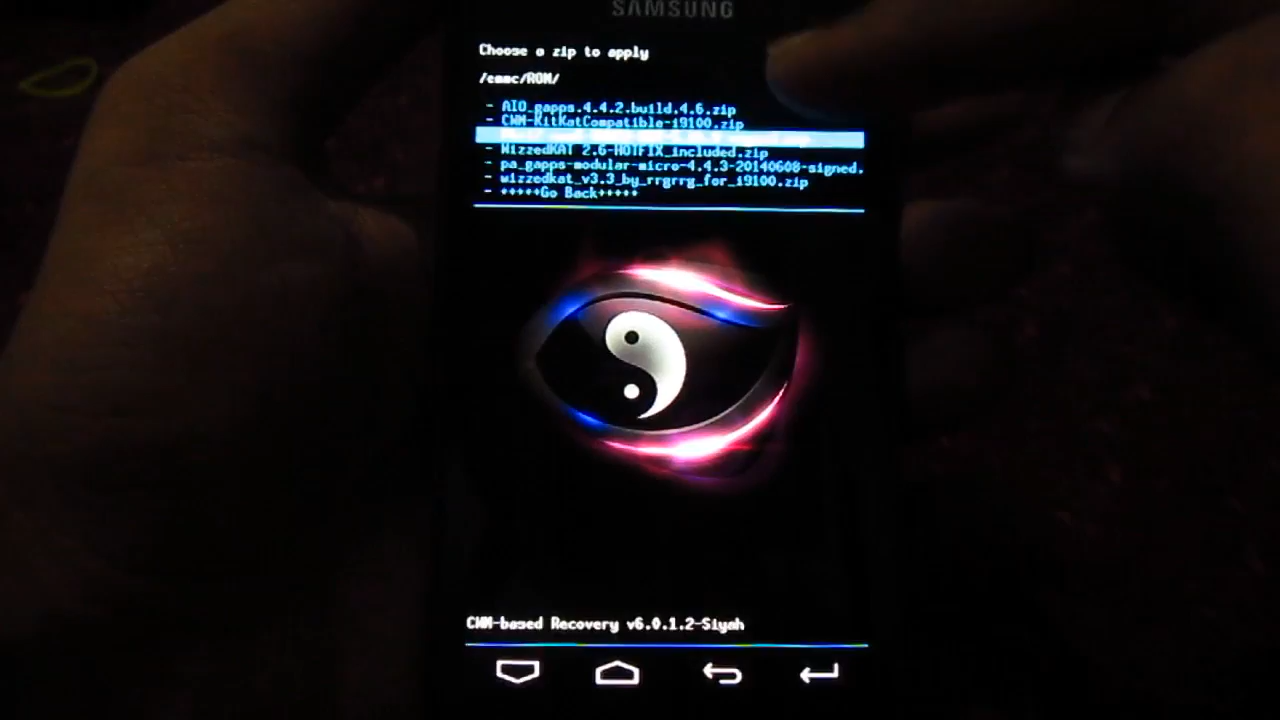 SAMSUNG
Choose a zip to apply
/emmc/ROM/
- AIO_gapps.4.4.2.build.4.6.zip
- CWM-KitKatCompatible-i9100.zip
- WizzedKAT 2.6-HOTFIX_included.zip
- pa_gapps-modular-micro-4.4.3-20140608-signed.
- wizzedkat_v3.3_by_rrgrrg_for_i9100.zip
- +++++Go Back+++++
CWM-based Recovery v6.0.1.2-Siyah